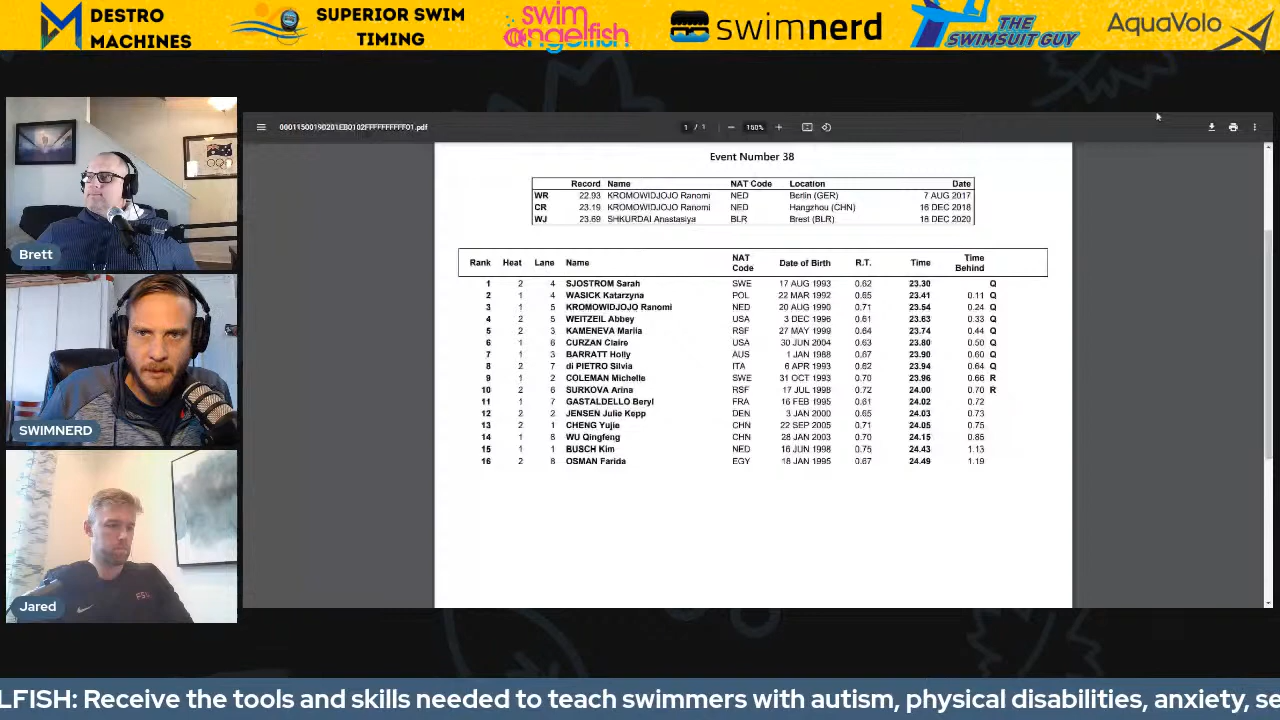 DESTRO
MACHINES
SUPERIOR SWIM
TIMING
swim
angelfish
swimnerd
THE
SWIMSUIT GUY
AquaVolo
Brett
SWIMNERD
FSU
Jared
1 / 1
160%
Event Number 38
Record Name NAT Code Location Date
WR 22.93 KROMOWIDJOJO Ranomi NED Berlin (GER) 7 AUG 2017
CR 23.19 KROMOWIDJOJO Ranomi NED Hangzhou (CHN) 16 DEC 2018
WJ 23.69 SHKURDAI Anastasiya BLR Brest (BLR) 18 DEC 2020
Rank Heat Lane Name NAT Code Date of Birth R.T. Time Time Behind
1 2 4 SJOSTROM Sarah SWE 17 AUG 1993 0.62 23.30 Q
2 1 4 WASICK Katarzyna POL 22 MAR 1992 0.65 23.41 0.11 Q
3 1 5 KROMOWIDJOJO Ranomi NED 20 AUG 1990 0.71 23.54 0.24 Q
4 2 5 WEITZEIL Abbey USA 3 DEC 1996 0.61 23.63 0.33 Q
5 2 3 KAMENEVA Mariia RSF 27 MAY 1999 0.64 23.74 0.44 Q
6 1 6 CURZAN Claire USA 30 JUN 2004 0.63 23.80 0.50 Q
7 1 3 BARRATT Holly AUS 1 JAN 1988 0.67 23.90 0.60 Q
8 2 7 di PIETRO Silvia ITA 6 APR 1993 0.62 23.94 0.64 Q
9 1 2 COLEMAN Michelle SWE 31 OCT 1993 0.70 23.96 0.66 R
10 2 6 SURKOVA Arina RSF 17 JUL 1998 0.72 24.00 0.70 R
11 1 7 GASTALDELLO Beryl FRA 16 FEB 1995 0.61 24.02 0.72
12 2 2 JENSEN Julie Kepp DEN 3 JAN 2000 0.65 24.03 0.73
13 2 1 CHENG Yujie CHN 22 SEP 2005 0.71 24.05 0.75
14 1 8 WU Qingfeng CHN 28 JAN 2003 0.70 24.15 0.85
15 1 1 BUSCH Kim NED 16 JUN 1998 0.75 24.43 1.13
16 2 8 OSMAN Farida EGY 18 JAN 1995 0.67 24.49 1.19
LFISH: Receive the tools and skills needed to teach swimmers with autism, physical disabilities, anxiety, se